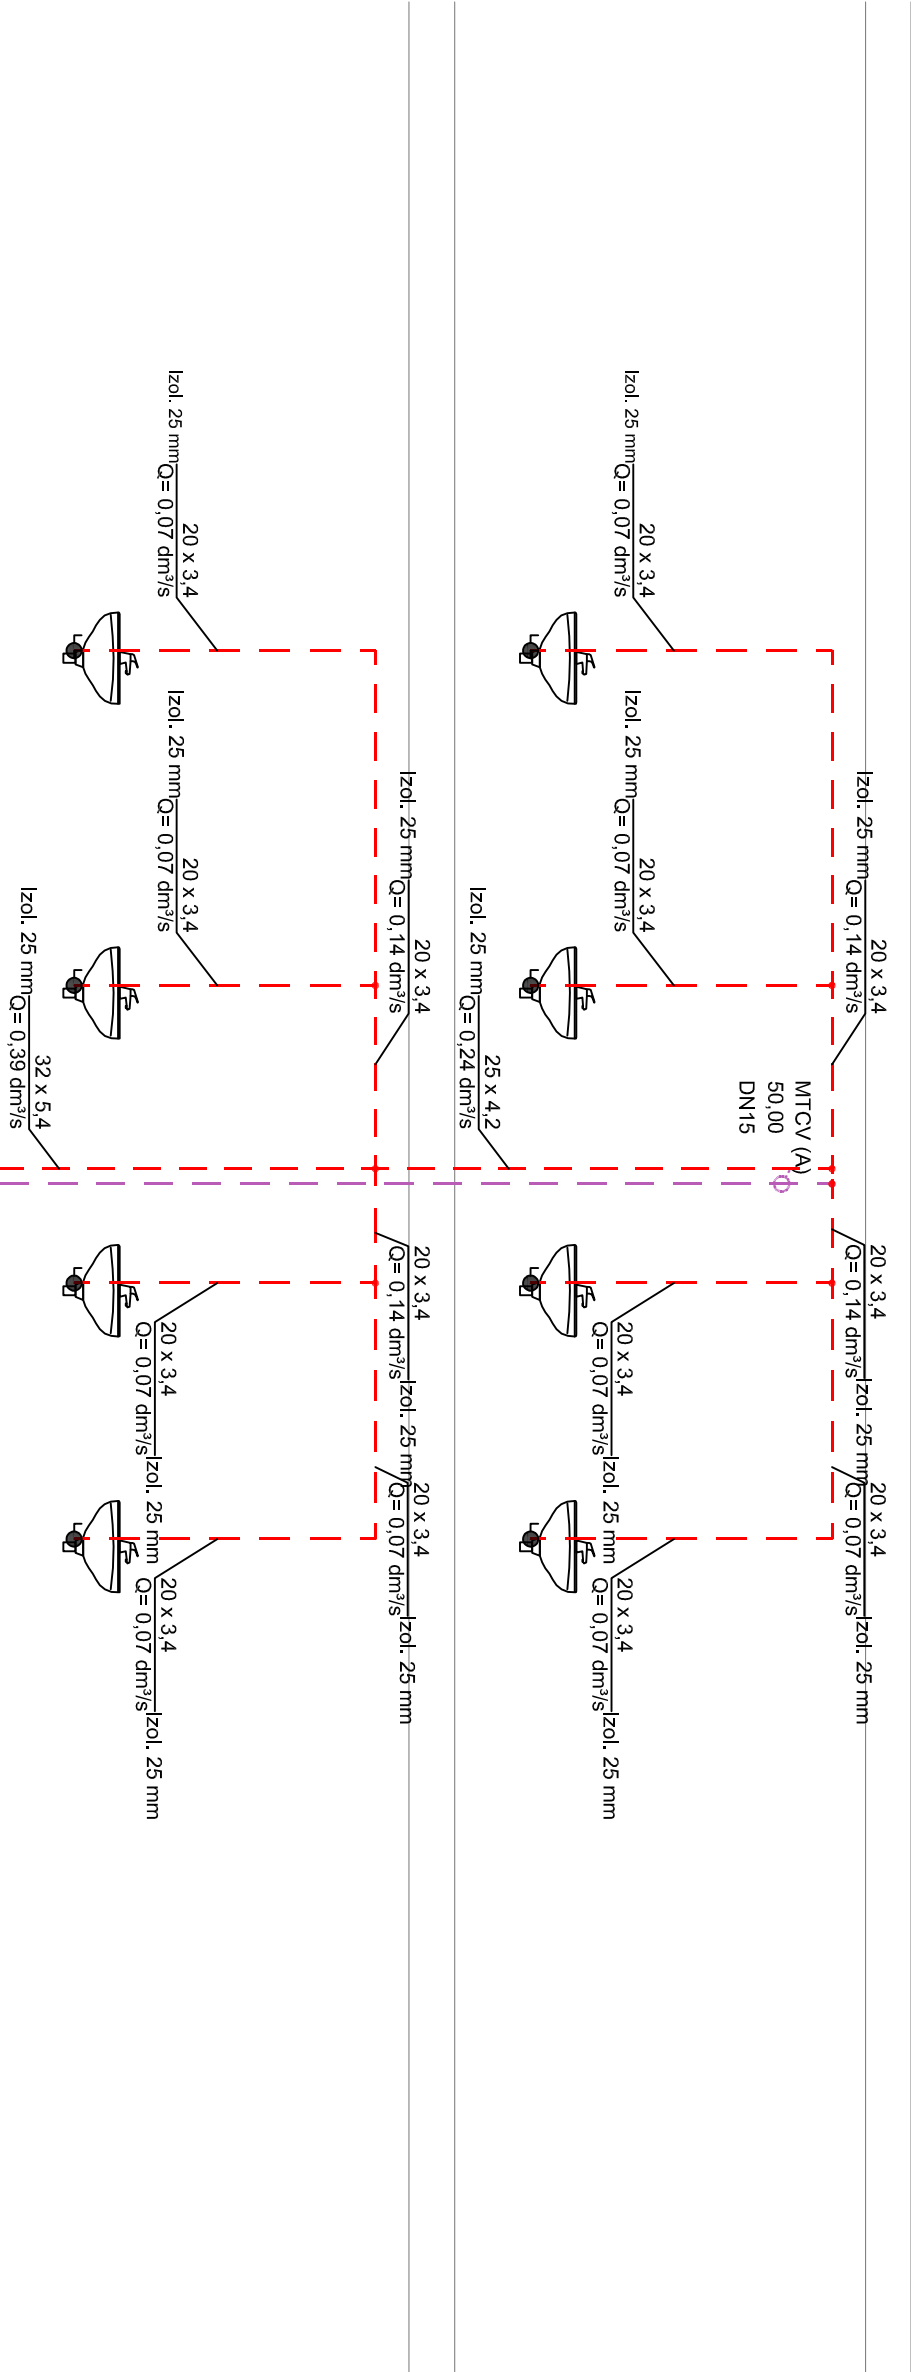 Izol. 25 mm
20 x 3,4
Q= 0,14 dm³/s
20 x 3,4
Q= 0,14 dm³/s
Izol. 25 mm
20 x 3,4
Q= 0,07 dm³/s
Izol. 25 mm
MTCV (A)
50,00
DN15
Izol. 25 mm
20 x 3,4
Q= 0,07 dm³/s
Izol. 25 mm
20 x 3,4
Q= 0,07 dm³/s
20 x 3,4
Q= 0,07 dm³/s
Izol. 25 mm
20 x 3,4
Q= 0,07 dm³/s
Izol. 25 mm
Izol. 25 mm
25 x 4,2
Q= 0,24 dm³/s
Izol. 25 mm
20 x 3,4
Q= 0,14 dm³/s
20 x 3,4
Q= 0,14 dm³/s
Izol. 25 mm
20 x 3,4
Q= 0,07 dm³/s
Izol. 25 mm
Izol. 25 mm
20 x 3,4
Q= 0,07 dm³/s
Izol. 25 mm
20 x 3,4
Q= 0,07 dm³/s
20 x 3,4
Q= 0,07 dm³/s
Izol. 25 mm
20 x 3,4
Q= 0,07 dm³/s
Izol. 25 mm
Izol. 25 mm
32 x 5,4
Q= 0,39 dm³/s